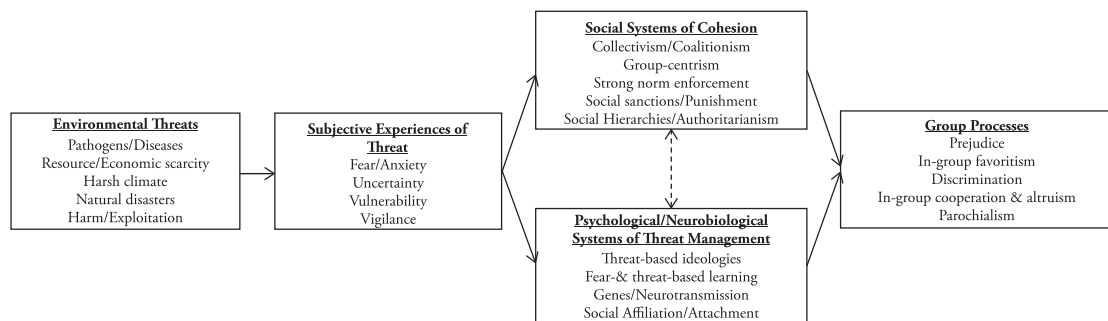 Environmental Threats
Pathogens/Diseases
Resource/Economic scarcity
Harsh climate
Natural disasters
Harm/Exploitation
Subjective Experiences of
Threat
Fear/Anxiety
Uncertainty
Vulnerability
Vigilance
Social Systems of Cohesion
Collectivism/Coalitionism
Group-centrism
Strong norm enforcement
Social sanctions/Punishment
Social Hierarchies/Authoritarianism
Psychological/Neurobiological
Systems of Threat Management
Threat-based ideologies
Fear-& threat-based learning
Genes/Neurotransmission
Social Affiliation/Attachment
Group Processes
Prejudice
In-group favoritism
Discrimination
In-group cooperation & altruism
Parochialism